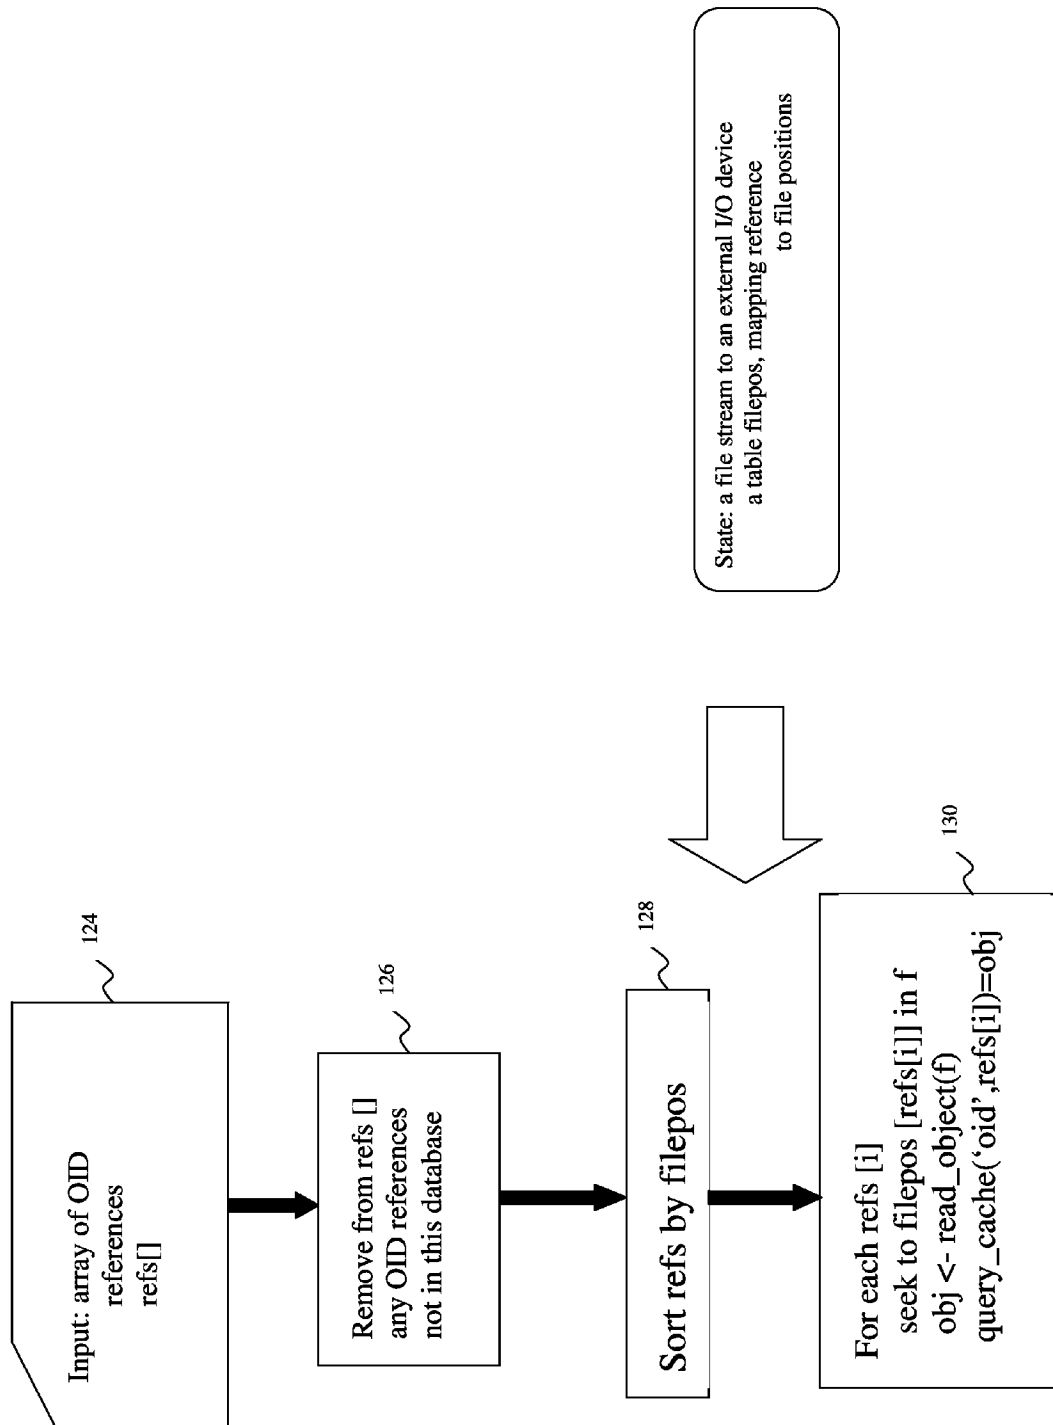 Input: array of OID
references
refs[]
124
Remove from refs []
any OID references
not in this database
126
Sort refs by filepos
128
For each refs [i]
seek to filepos [refs[i]] in f
obj <- read_object(f)
query_cache(‘oid’,refs[i])=obj
130
State: a file stream to an external I/O device
a table filepos, mapping reference
to file positions